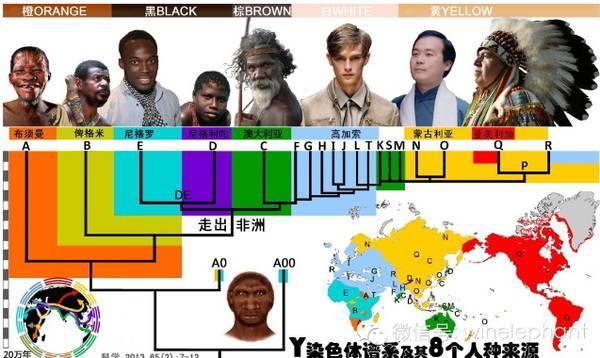 橙ORANGE 黑BLACK 棕BROWN 白WHITE 黄YELLOW
布须曼 俾格米 尼格罗 尼格利陀 澳大利亚 高加索 蒙古利亚 亚美利加
A B E D C F G H I J L T K S M N O Q R
P
DE
走出 非洲
A0 A00
20万年
科学 2013, 65(2): 7-12
Y染色体谱系及其8个人种来源
微信号: winelephant